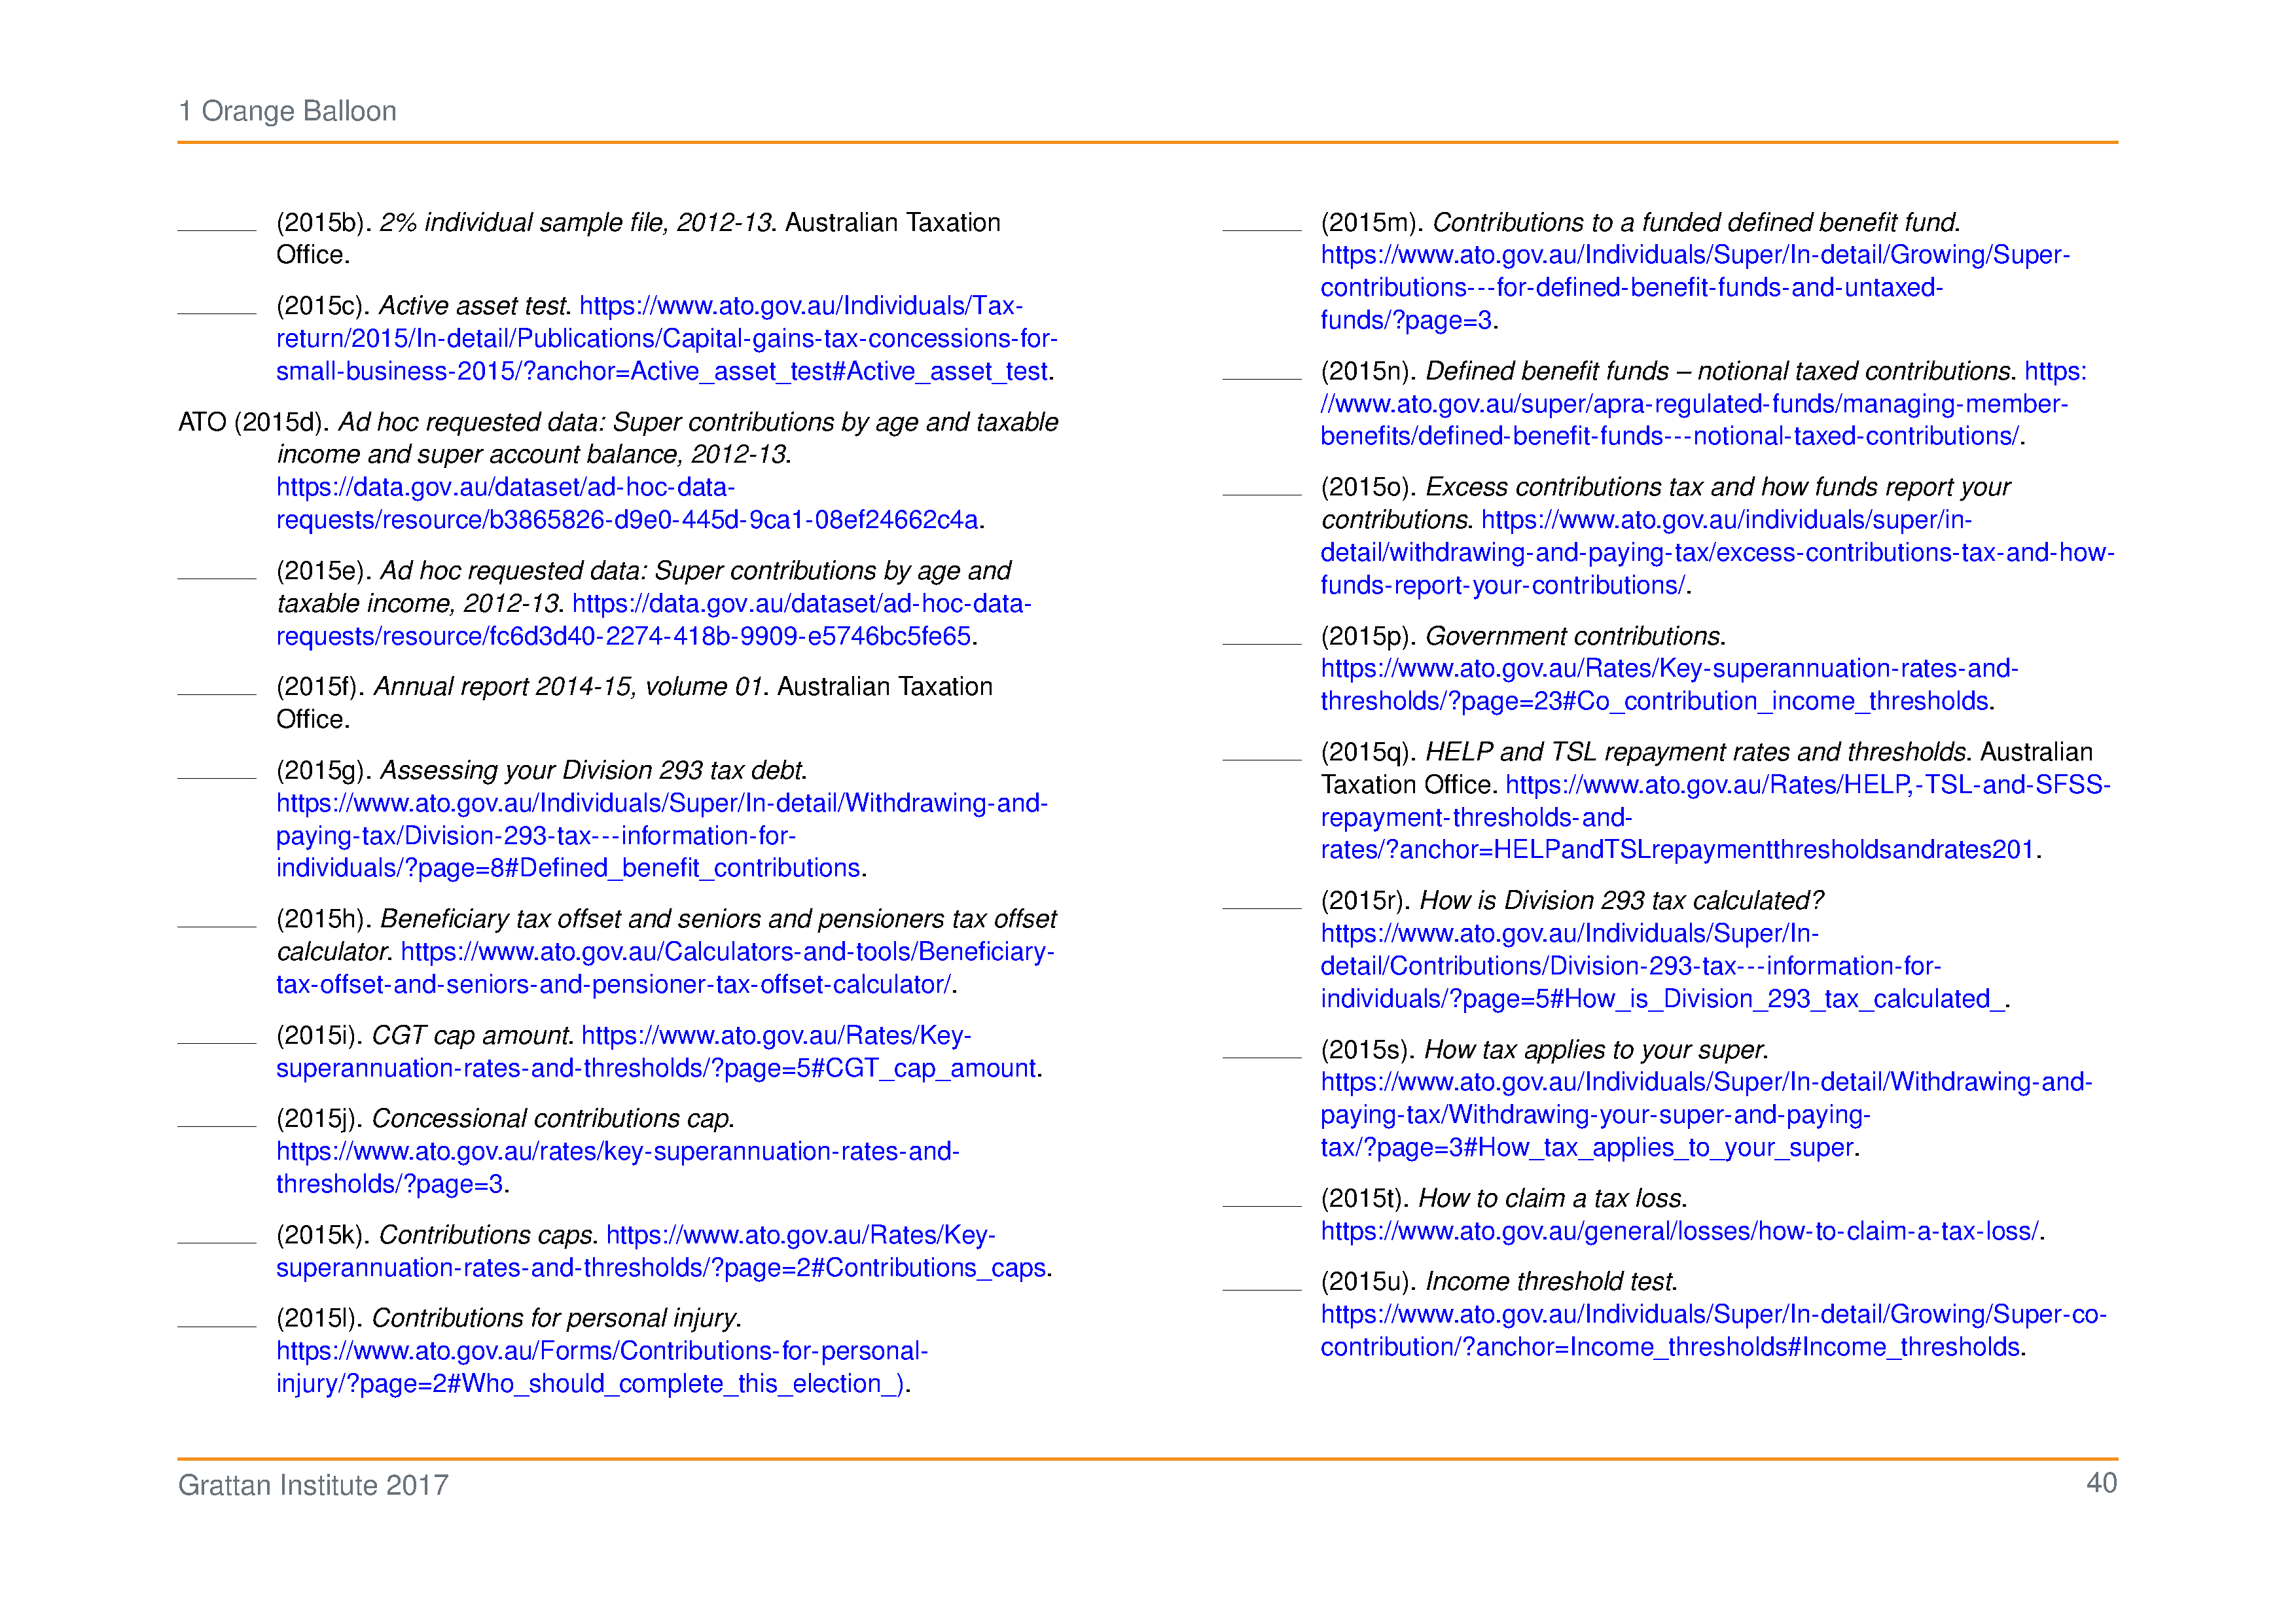 1 Orange Balloon
(2015b). 2% individual sample file, 2012-13. Australian Taxation
Office.
(2015c). Active asset test. https://www.ato.gov.au/Individuals/Tax-
return/2015/In-detail/Publications/Capital-gains-tax-concessions-for-
small-business-2015/?anchor=Active_asset_test#Active_asset_test.
ATO (2015d). Ad hoc requested data: Super contributions by age and taxable
income and super account balance, 2012-13.
https://data.gov.au/dataset/ad-hoc-data-
requests/resource/b3865826-d9e0-445d-9ca1-08ef24662c4a.
(2015e). Ad hoc requested data: Super contributions by age and
taxable income, 2012-13. https://data.gov.au/dataset/ad-hoc-data-
requests/resource/fc6d3d40-2274-418b-9909-e5746bc5fe65.
(2015f). Annual report 2014-15, volume 01. Australian Taxation
Office.
(2015g). Assessing your Division 293 tax debt.
https://www.ato.gov.au/Individuals/Super/In-detail/Withdrawing-and-
paying-tax/Division-293-tax---information-for-
individuals/?page=8#Defined_benefit_contributions.
(2015h). Beneficiary tax offset and seniors and pensioners tax offset
calculator. https://www.ato.gov.au/Calculators-and-tools/Beneficiary-
tax-offset-and-seniors-and-pensioner-tax-offset-calculator/.
(2015i). CGT cap amount. https://www.ato.gov.au/Rates/Key-
superannuation-rates-and-thresholds/?page=5#CGT_cap_amount.
(2015j). Concessional contributions cap.
https://www.ato.gov.au/rates/key-superannuation-rates-and-
thresholds/?page=3.
(2015k). Contributions caps. https://www.ato.gov.au/Rates/Key-
superannuation-rates-and-thresholds/?page=2#Contributions_caps.
(2015l). Contributions for personal injury.
https://www.ato.gov.au/Forms/Contributions-for-personal-
injury/?page=2#Who_should_complete_this_election_).
(2015m). Contributions to a funded defined benefit fund.
https://www.ato.gov.au/Individuals/Super/In-detail/Growing/Super-
contributions---for-defined-benefit-funds-and-untaxed-
funds/?page=3.
(2015n). Defined benefit funds – notional taxed contributions. https:
//www.ato.gov.au/super/apra-regulated-funds/managing-member-
benefits/defined-benefit-funds---notional-taxed-contributions/.
(2015o). Excess contributions tax and how funds report your
contributions. https://www.ato.gov.au/individuals/super/in-
detail/withdrawing-and-paying-tax/excess-contributions-tax-and-how-
funds-report-your-contributions/.
(2015p). Government contributions.
https://www.ato.gov.au/Rates/Key-superannuation-rates-and-
thresholds/?page=23#Co_contribution_income_thresholds.
(2015q). HELP and TSL repayment rates and thresholds. Australian
Taxation Office. https://www.ato.gov.au/Rates/HELP,-TSL-and-SFSS-
repayment-thresholds-and-
rates/?anchor=HELPandTSLrepaymentthresholdsandrates201.
(2015r). How is Division 293 tax calculated?
https://www.ato.gov.au/Individuals/Super/In-
detail/Contributions/Division-293-tax---information-for-
individuals/?page=5#How_is_Division_293_tax_calculated_.
(2015s). How tax applies to your super.
https://www.ato.gov.au/Individuals/Super/In-detail/Withdrawing-and-
paying-tax/Withdrawing-your-super-and-paying-
tax/?page=3#How_tax_applies_to_your_super.
(2015t). How to claim a tax loss.
https://www.ato.gov.au/general/losses/how-to-claim-a-tax-loss/.
(2015u). Income threshold test.
https://www.ato.gov.au/Individuals/Super/In-detail/Growing/Super-co-
contribution/?anchor=Income_thresholds#Income_thresholds.
Grattan Institute 2017
40